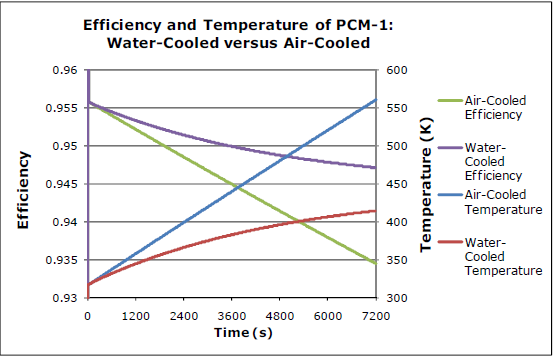 Efficiency and Temperature of PCM-1:
Water-Cooled versus Air-Cooled
0.96
0.955
0.95
0.945
0.94
0.935
0.93
Efficiency
600
550
500
450
400
350
300
Temperature (K)
0
1200
2400
3600
4800
6000
7200
Time (s)
Air-Cooled
Efficiency
Water-
Cooled
Efficiency
Air-Cooled
Temperature
Water-
Cooled
Temperature